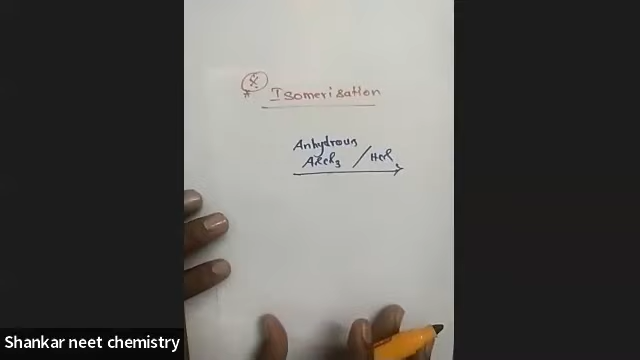 Isomerisation
Anhydrous
AlCl3 / HCl
Shankar neet chemistry